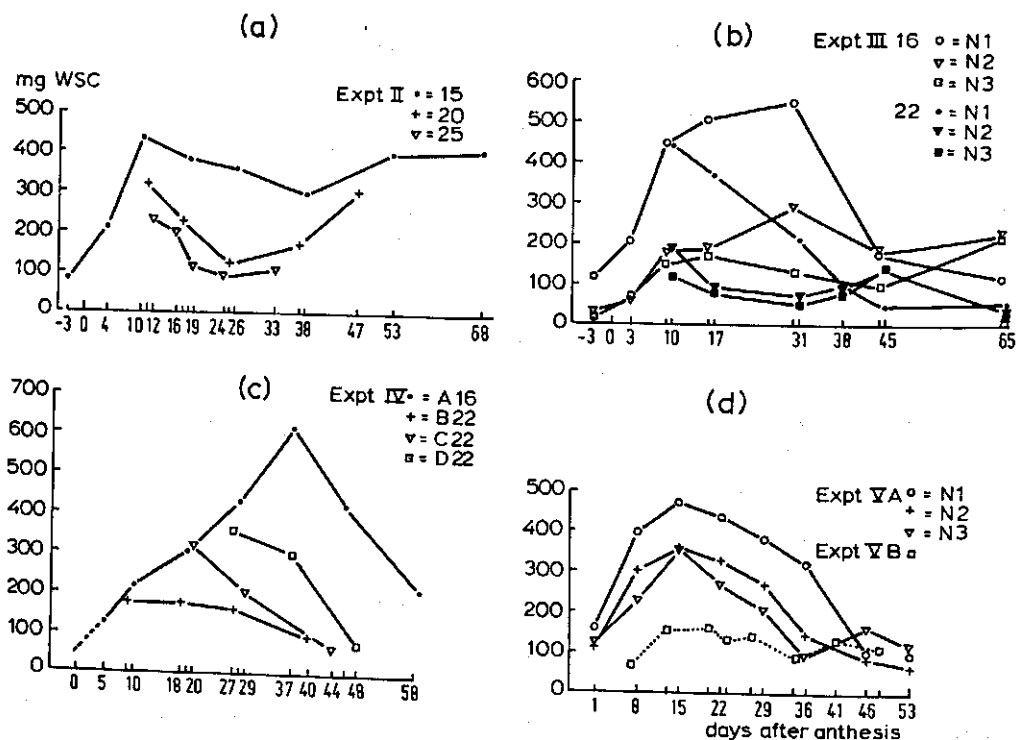 (a)
mg WSC
Expt II • = 15
+ = 20
▽ = 25
500
400
300
200
100
0
-3 0 4 10 12 16 19 24 26 33 38 47 53 68
(b)
Expt III 16 ○ = N1
▽ = N2
□ = N3
22 • = N1
▼ = N2
■ = N3
600
500
400
300
200
100
0
-3 0 3 10 17 31 38 45 65
(c)
Expt IV • = A16
+ = B22
▽ = C22
□ = D22
700
600
500
400
300
200
100
0
0 5 10 18 20 27 29 37 40 44 48 58
(d)
Expt VA ○ = N1
+ = N2
▽ = N3
Expt VB □
500
400
300
200
100
0
1 8 15 22 29 36 41 46 53
days after anthesis